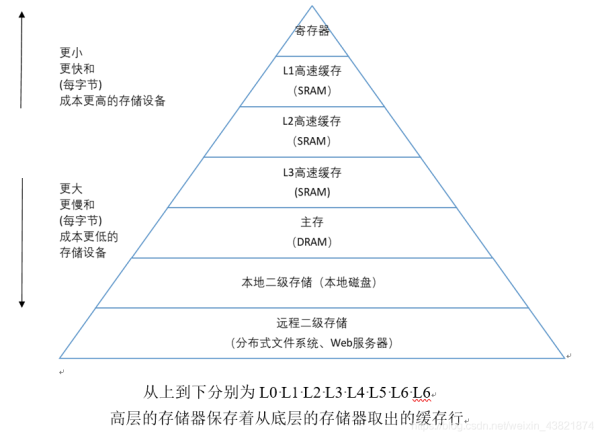 寄存器
更小
更快和
(每字节)
成本更高的存储设备
L1高速缓存
（SRAM）
L2高速缓存
（SRAM）
L3高速缓存
(SRAM)
更大
更慢和
(每字节)
成本更低的
存储设备
主存
（DRAM）
本地二级存储（本地磁盘）
远程二级存储
（分布式文件系统、Web服务器）
从上到下分别为 L0·L1·L2·L3·L4·L5·L6·L6
高层的存储器保存着从底层的存储器取出的缓存行
https://blog.csdn.net/weixin_43821874